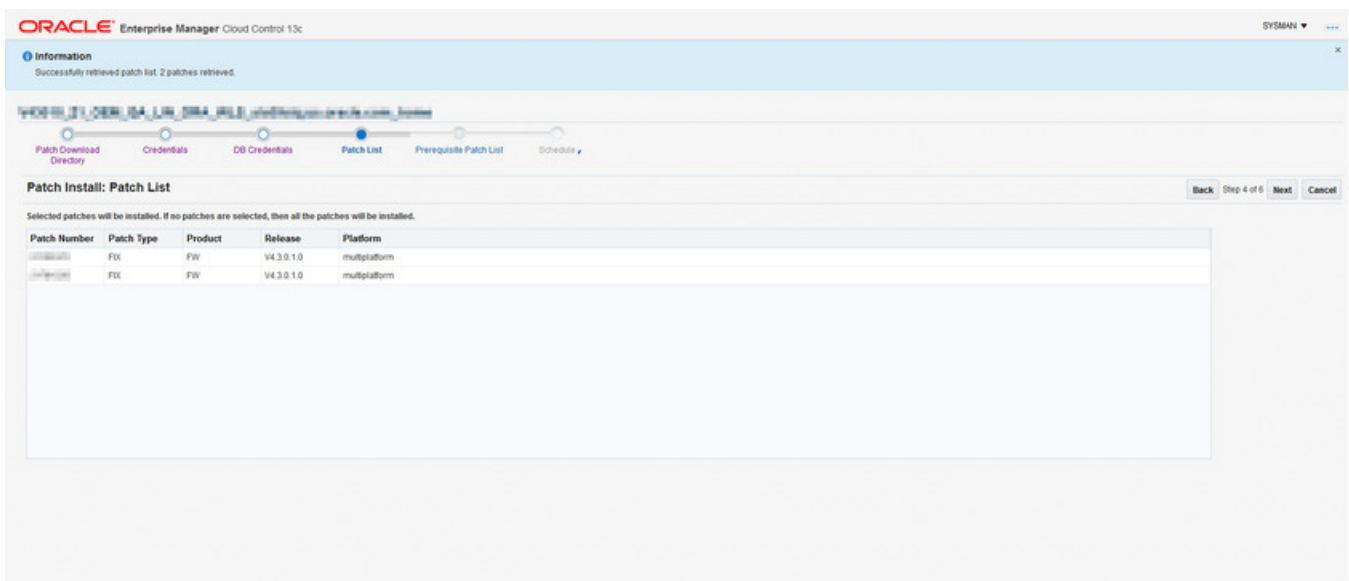 ORACLE Enterprise Manager Cloud Control 13c SYSMAN
Information
Successfully retrieved patch list. 2 patches retrieved.
Patch Download Directory
Credentials
DB Credentials
Patch List
Prerequisite Patch List
Schedule
Patch Install: Patch List
Back Step 4 of 6 Next Cancel
Selected patches will be installed. If no patches are selected, then all the patches will be installed.
Patch Number Patch Type Product Release Platform
FIX FW V4.3.0.1.0 multiplatform
FIX FW V4.3.0.1.0 multiplatform